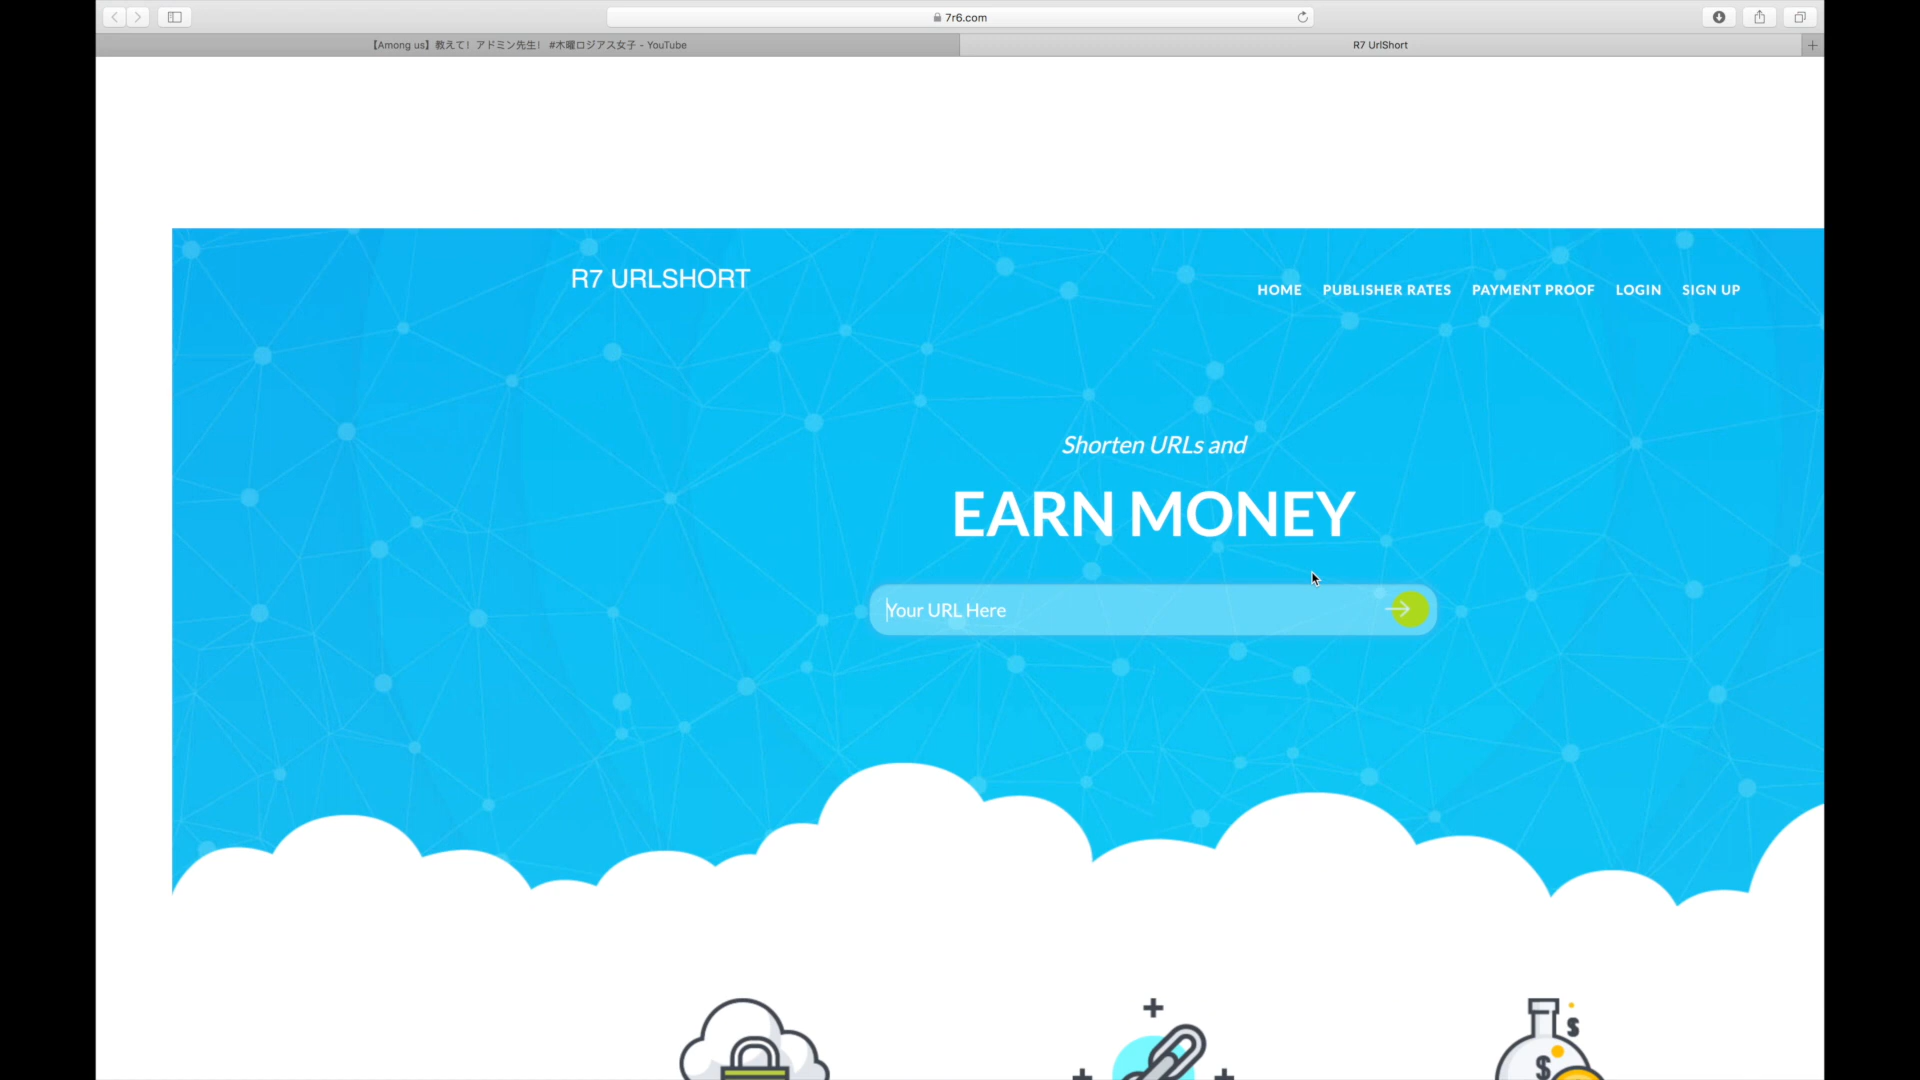 7r6.com
【Among us】教えて！アドミン先生！ #木曜ロジアス女子 - YouTube
R7 UrlShort
R7 URLSHORT
HOME
PUBLISHER RATES
PAYMENT PROOF
LOGIN
SIGN UP
Shorten URLs and
EARN MONEY
Your URL Here
$
$